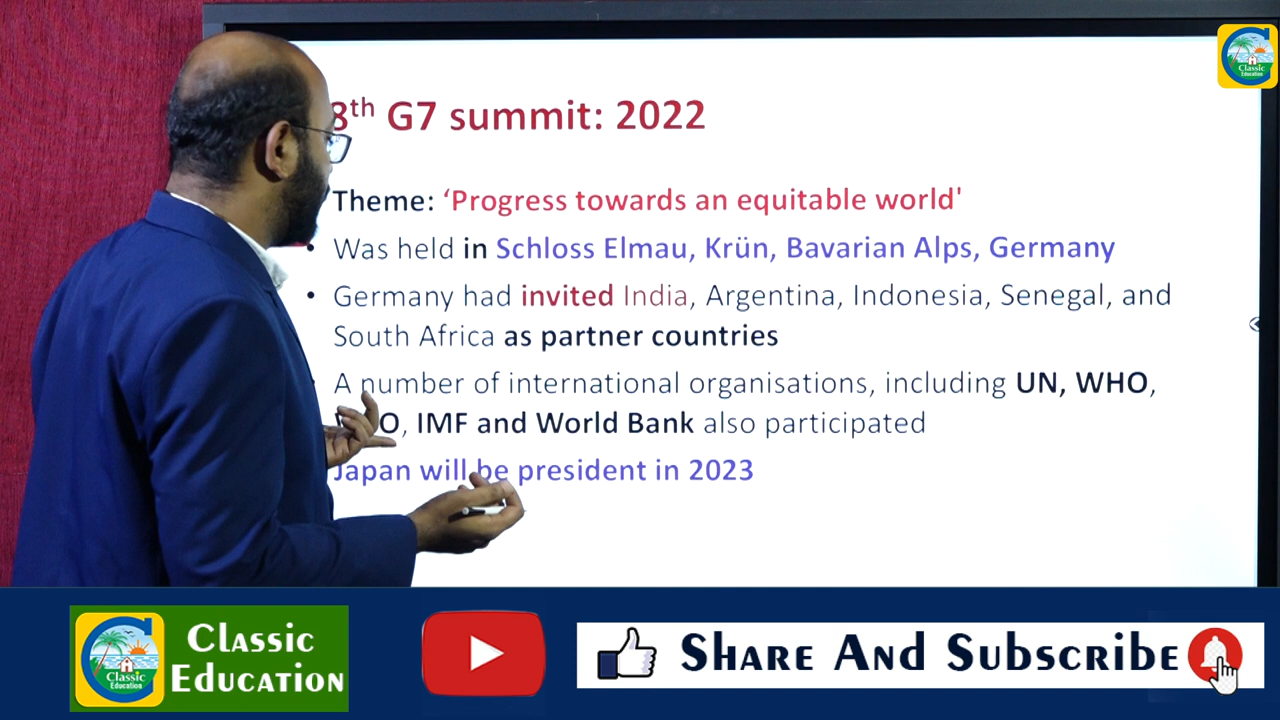 8th G7 summit: 2022
Theme: ‘Progress towards an equitable world'
• Was held in Schloss Elmau, Krün, Bavarian Alps, Germany
• Germany had invited India, Argentina, Indonesia, Senegal, and
South Africa as partner countries
A number of international organisations, including UN, WHO,
IMF and World Bank also participated
Japan will be president in 2023
Classic
Education
Classic
Education
Classic
Education
Share And Subscribe